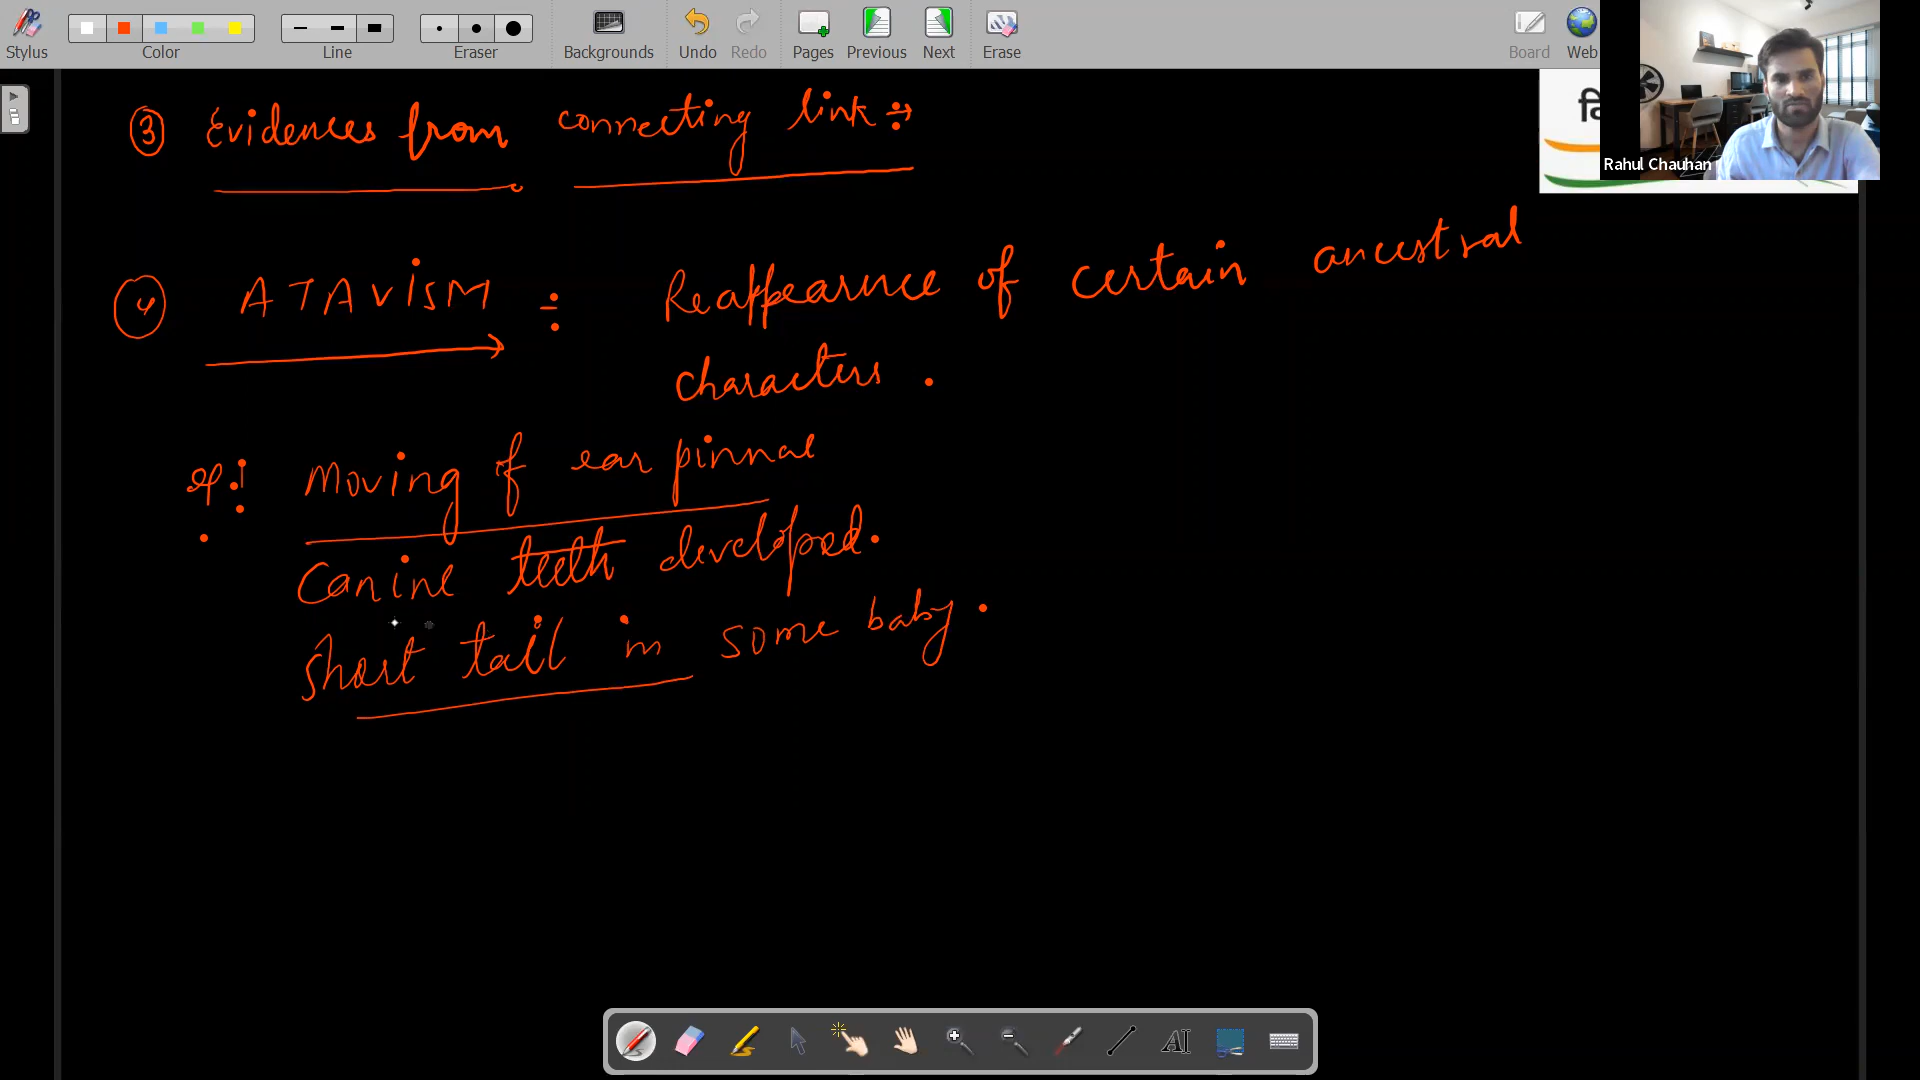 Stylus Color Line Eraser Backgrounds Undo Redo Pages Previous Next Erase Board Web
Rahul Chauhan
③ Evidences from connecting link ÷→
④ ATAViSM ÷ Reappearnce of certain ancestral
characters .
Moving of ear pinnae
Canine teeth developed.
Short tail in some baby .